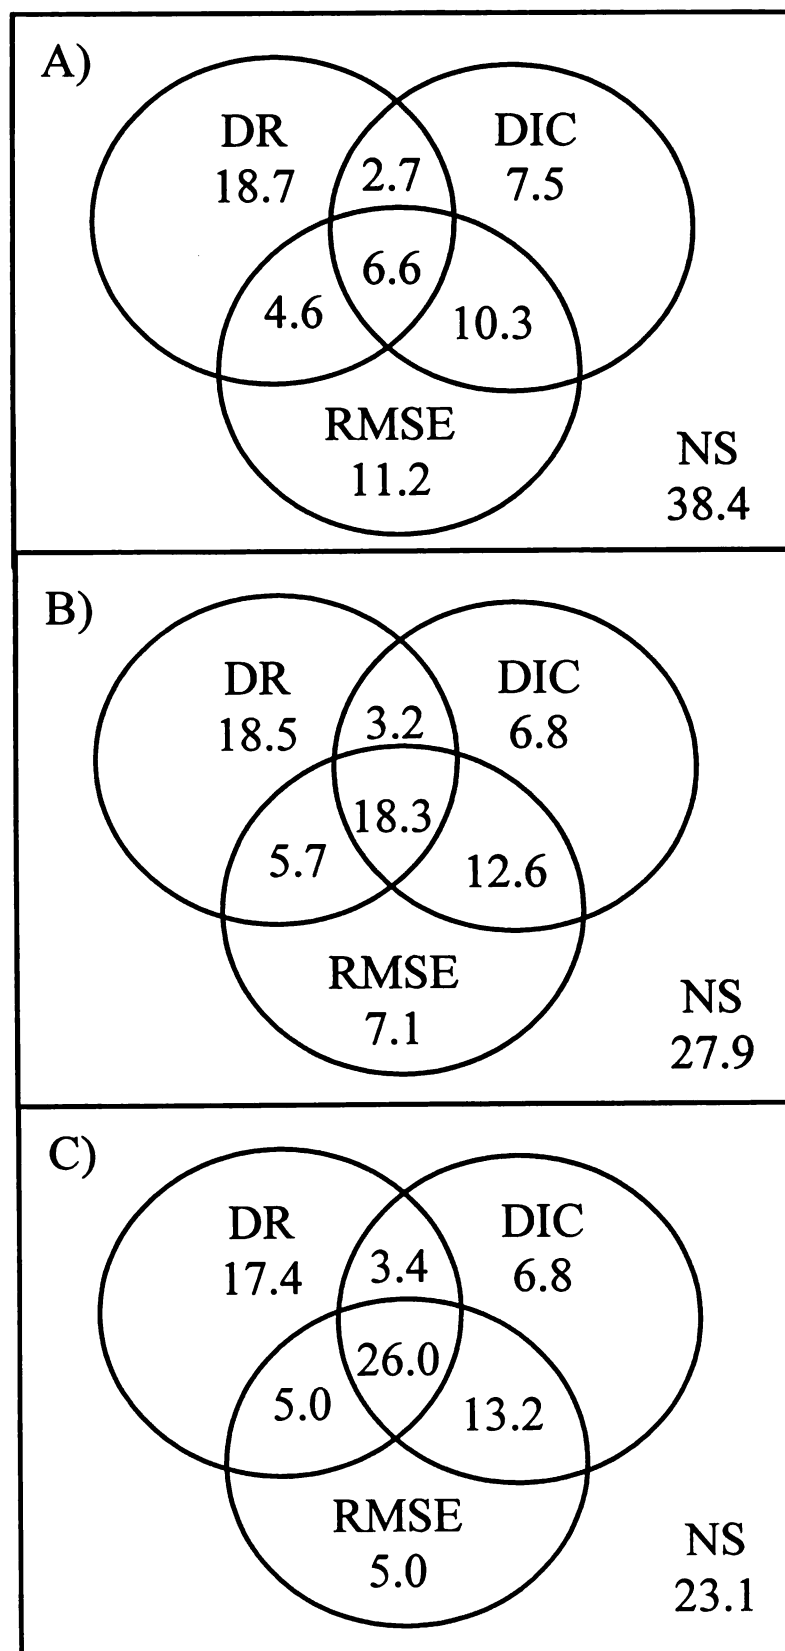 A)
DR
18.7
2.7
DIC
7.5
6.6
4.6
10.3
RMSE
11.2
NS
38.4
B)
DR
18.5
3.2
DIC
6.8
18.3
5.7
12.6
RMSE
7.1
NS
27.9
C)
DR
17.4
3.4
DIC
6.8
26.0
5.0
13.2
RMSE
5.0
NS
23.1